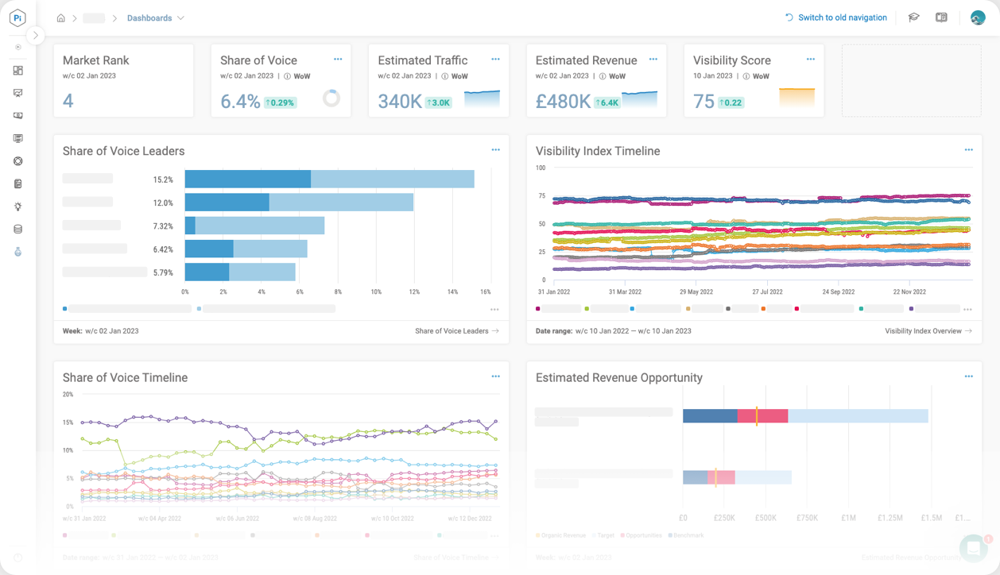 Pi
Dashboards
Switch to old navigation
Market Rank
w/c 02 Jan 2023
4
Share of Voice
w/c 02 Jan 2023 | WoW
6.4% ↑0.29%
Estimated Traffic
w/c 02 Jan 2023 | WoW
340K ↑3.0K
Estimated Revenue
w/c 02 Jan 2023 | WoW
£480K ↑6.4K
Visibility Score
10 Jan 2023 | WoW
75 ↑0.22
Share of Voice Leaders
15.2%
12.0%
7.32%
6.42%
5.79%
0% 2% 4% 6% 8% 10% 12% 14% 16%
Week: w/c 02 Jan 2023
Share of Voice Leaders →
Visibility Index Timeline
100
75
50
25
0
31 Jan 2022 31 Mar 2022 29 May 2022 27 Jul 2022 24 Sep 2022 22 Nov 2022
Date range: w/c 10 Jan 2022 — w/c 10 Jan 2023
Visibility Index Overview →
Share of Voice Timeline
20%
15%
10%
5%
0%
w/c 31 Jan 2022 w/c 04 Apr 2022 w/c 06 Jun 2022 w/c 08 Aug 2022 w/c 10 Oct 2022 w/c 12 Dec 2022
Date range: w/c 31 Jan 2022 — w/c 02 Jan 2023
Share of Voice Timeline →
Estimated Revenue Opportunity
£0 £250K £500K £750K £1M £1.25M £1.5M £1....
Organic Revenue Target Opportunities Benchmark
Week: w/c 02 Jan 2023
Estimated Revenue Opportunity
1